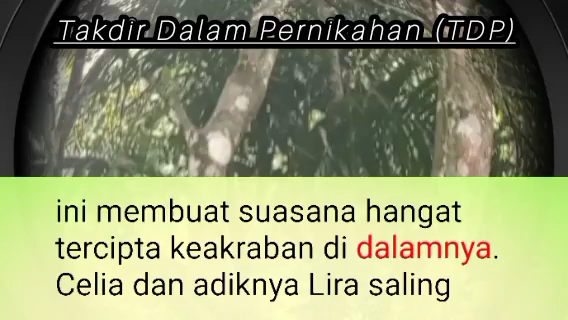 Takdir Dalam Pernikahan (TDP)
ini membuat suasana hangat
tercipta keakraban di dalamnya.
Celia dan adiknya Lira saling